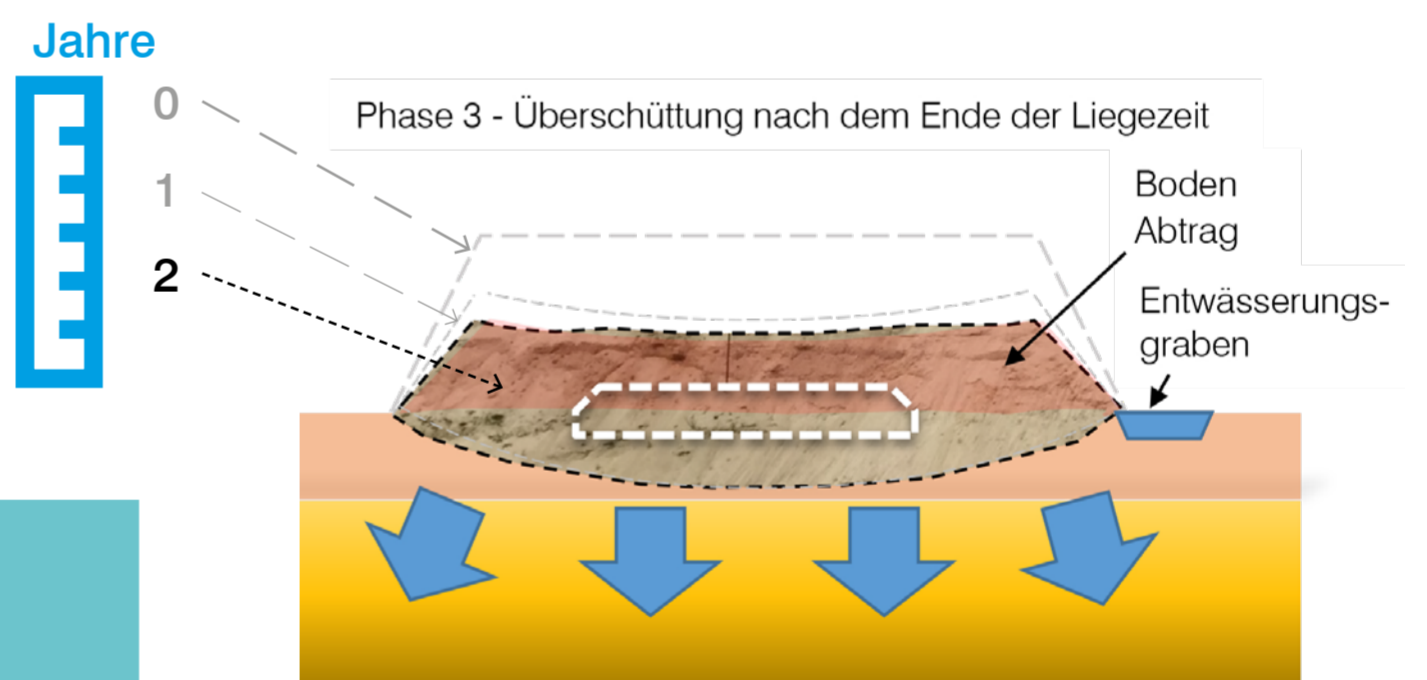 Jahre
0
1
2
Phase 3 - Überschüttung nach dem Ende der Liegezeit
Boden
Abtrag
Entwässerungs-
graben